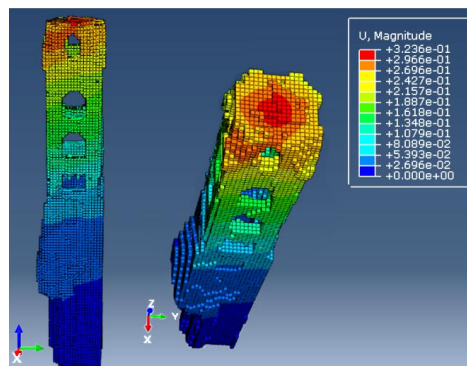 U, Magnitude
+3.236e-01
+2.966e-01
+2.696e-01
+2.427e-01
+2.157e-01
+1.887e-01
+1.618e-01
+1.348e-01
+1.079e-01
+8.089e-02
+5.393e-02
+2.696e-02
+0.000e+00
Z
Y
X
X